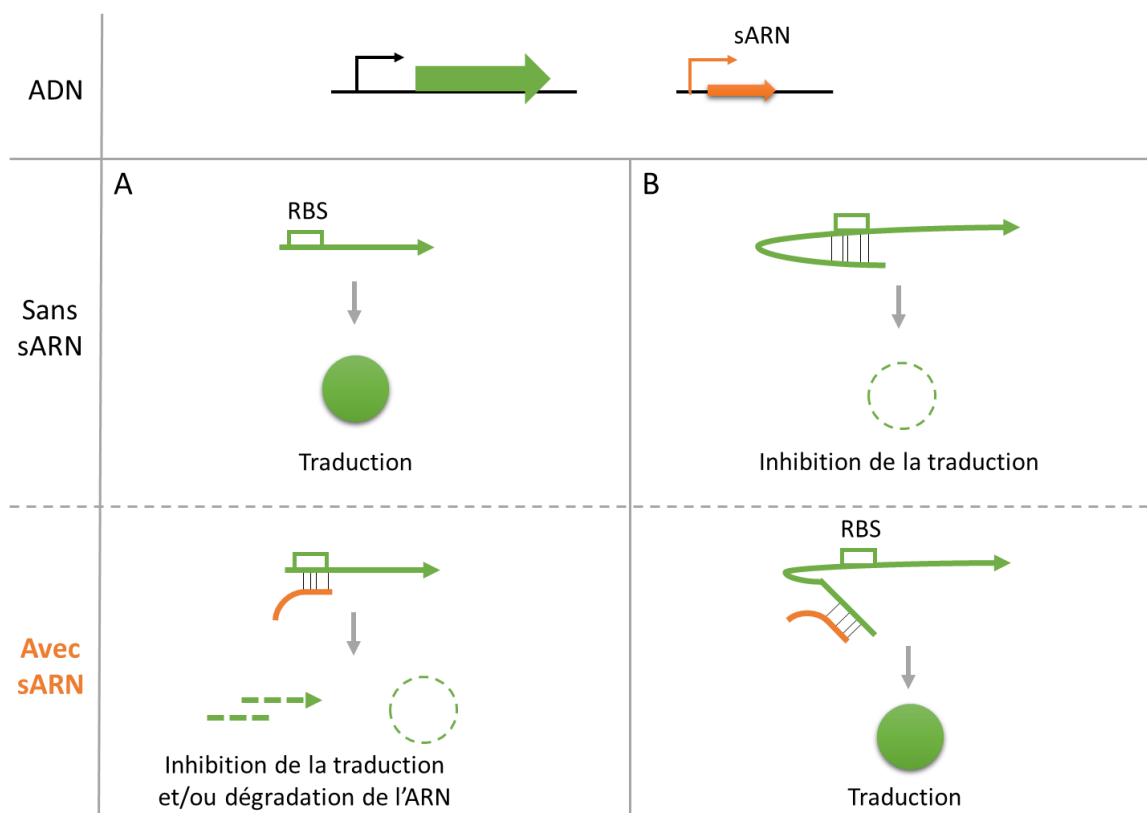 ADN
sARN
A
B
Sans
sARN
RBS
Traduction
Inhibition de la traduction
Avec
sARN
Inhibition de la traduction
et/ou dégradation de l'ARN
RBS
Traduction